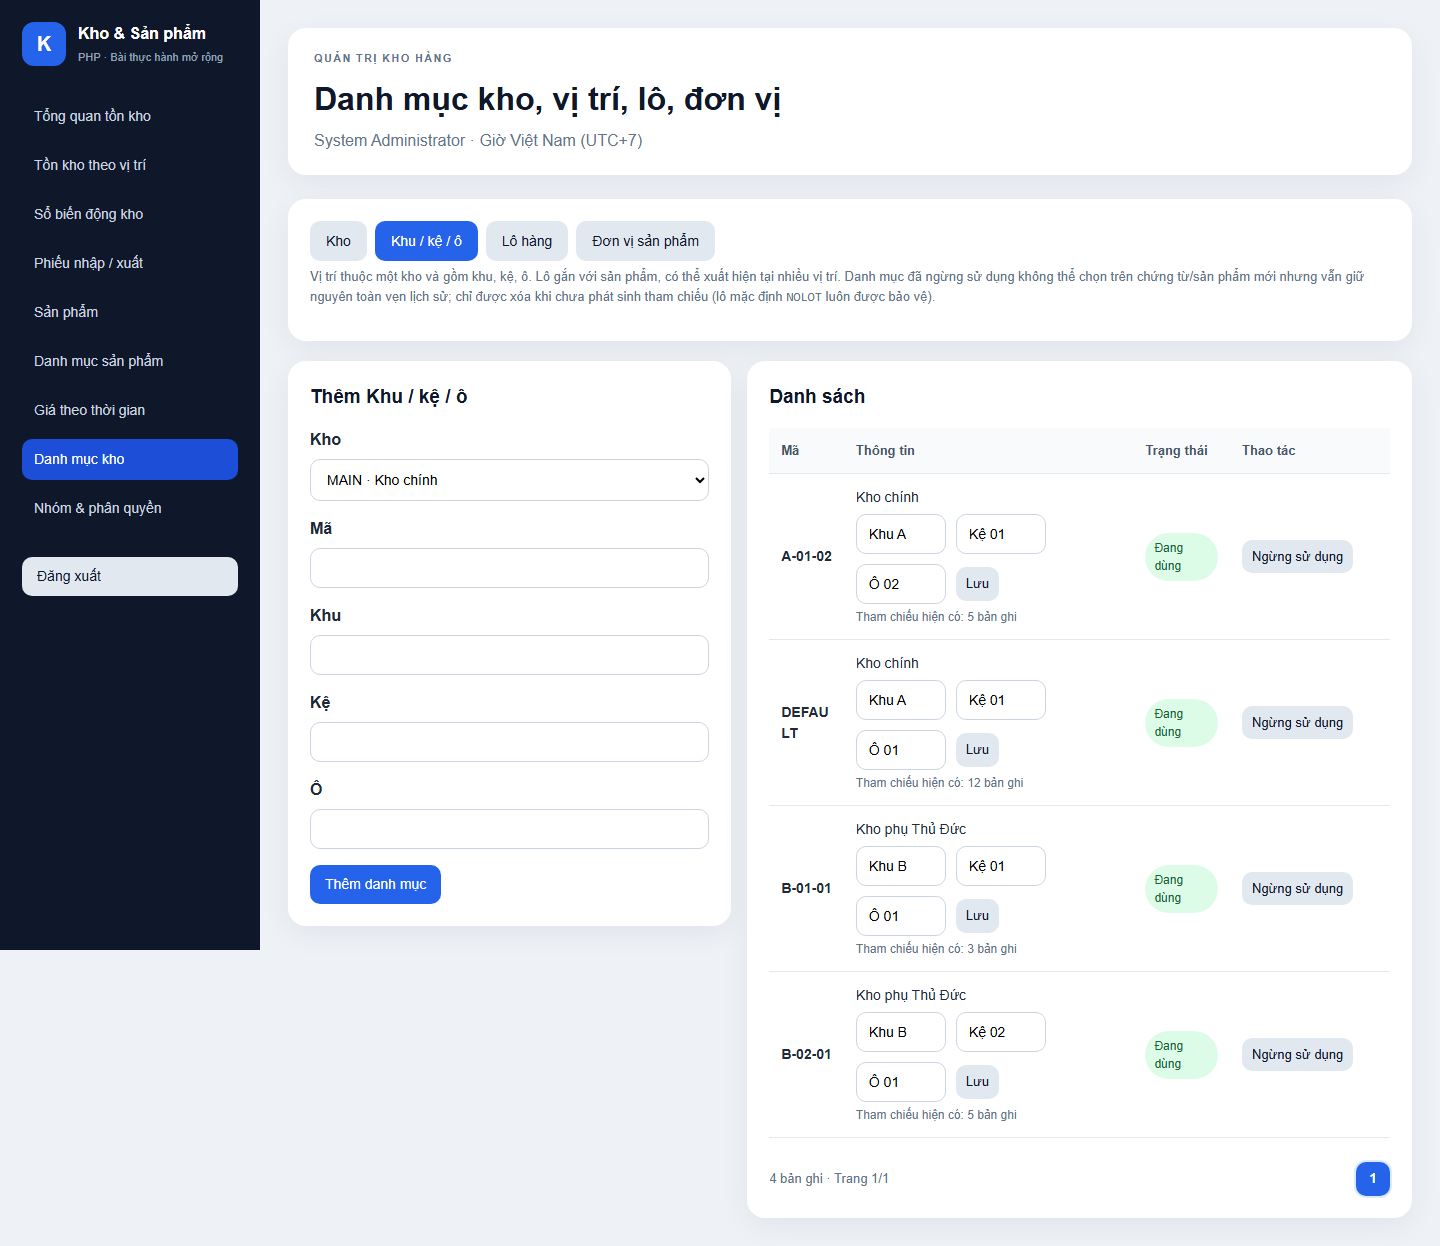 K
Kho & Sản phẩm
PHP · Bài thực hành mở rộng
Tổng quan tồn kho
Tồn kho theo vị trí
Sổ biến động kho
Phiếu nhập / xuất
Sản phẩm
Danh mục sản phẩm
Giá theo thời gian
Danh mục kho
Nhóm & phân quyền
Đăng xuất
QUẢN TRỊ KHO HÀNG
Danh mục kho, vị trí, lô, đơn vị
System Administrator · Giờ Việt Nam (UTC+7)
Kho
Khu / kệ / ô
Lô hàng
Đơn vị sản phẩm
Vị trí thuộc một kho và gồm khu, kệ, ô. Lô gắn với sản phẩm, có thể xuất hiện tại nhiều vị trí. Danh mục đã ngừng sử dụng không thể chọn trên chứng từ/sản phẩm mới nhưng vẫn giữ
nguyên toàn vẹn lịch sử; chỉ được xóa khi chưa phát sinh tham chiếu (lô mặc định NOLOT luôn được bảo vệ).
Thêm Khu / kệ / ô
Kho
MAIN · Kho chính
Mã
Khu
Kệ
Ô
Thêm danh mục
Danh sách
Mã Thông tin Trạng thái Thao tác
Kho chính
Khu A Kệ 01
A-01-02
Đang
dùng
Ngừng sử dụng
Ô 02 Lưu
Tham chiếu hiện có: 5 bản ghi
Kho chính
Khu A Kệ 01
DEFAU
LT
Đang
dùng
Ngừng sử dụng
Ô 01 Lưu
Tham chiếu hiện có: 12 bản ghi
Kho phụ Thủ Đức
Khu B Kệ 01
B-01-01
Đang
dùng
Ngừng sử dụng
Ô 01 Lưu
Tham chiếu hiện có: 3 bản ghi
Kho phụ Thủ Đức
Khu B Kệ 02
B-02-01
Đang
dùng
Ngừng sử dụng
Ô 01 Lưu
Tham chiếu hiện có: 5 bản ghi
4 bản ghi · Trang 1/1
1